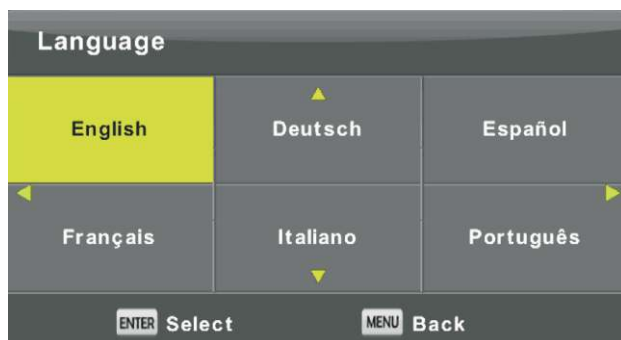 Language
English Deutsch Español
Français Italiano Português
ENTER Select MENU Back